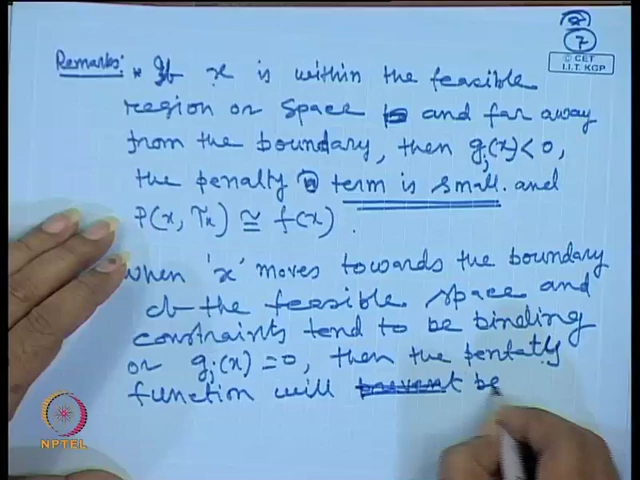 7
© CET
I.I.T. KGP
Remarks: * If x is within the feasible
region or space and far away
from the boundary, then gj(x) < 0,
the penalty term is small. and
P(x, rk) ≅ f(x).
when 'x' moves towards the boundary
of the feasible space and
constraints tend to be binding
or gj(x) = 0, then the pentatly
function will be
NPTEL